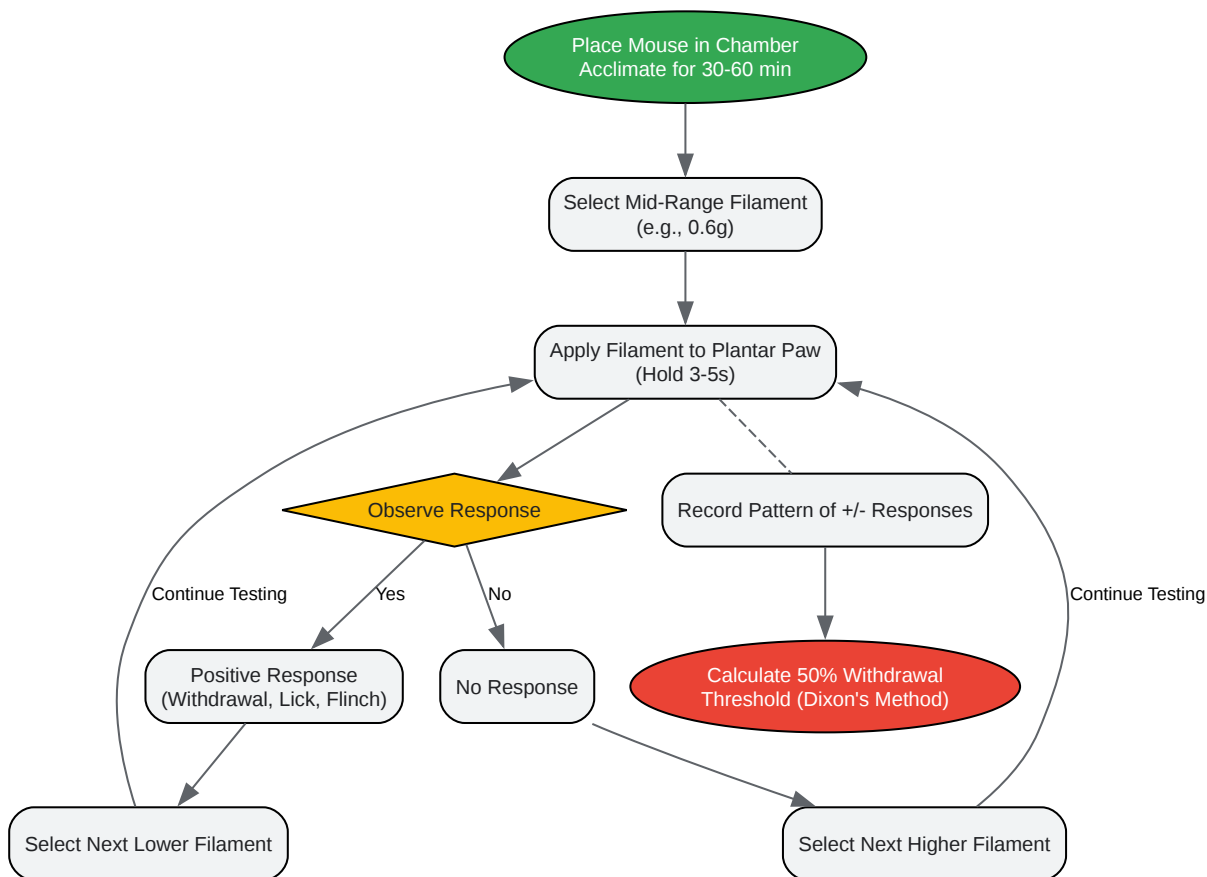 Place Mouse in Chamber
Acclimate for 30-60 min
Select Mid-Range Filament
(e.g., 0.6g)
Apply Filament to Plantar Paw
(Hold 3-5s)
Observe Response
Record Pattern of +/- Responses
Continue Testing
Yes
No
Continue Testing
Positive Response
(Withdrawal, Lick, Flinch)
No Response
Calculate 50% Withdrawal
Threshold (Dixon's Method)
Select Next Lower Filament
Select Next Higher Filament